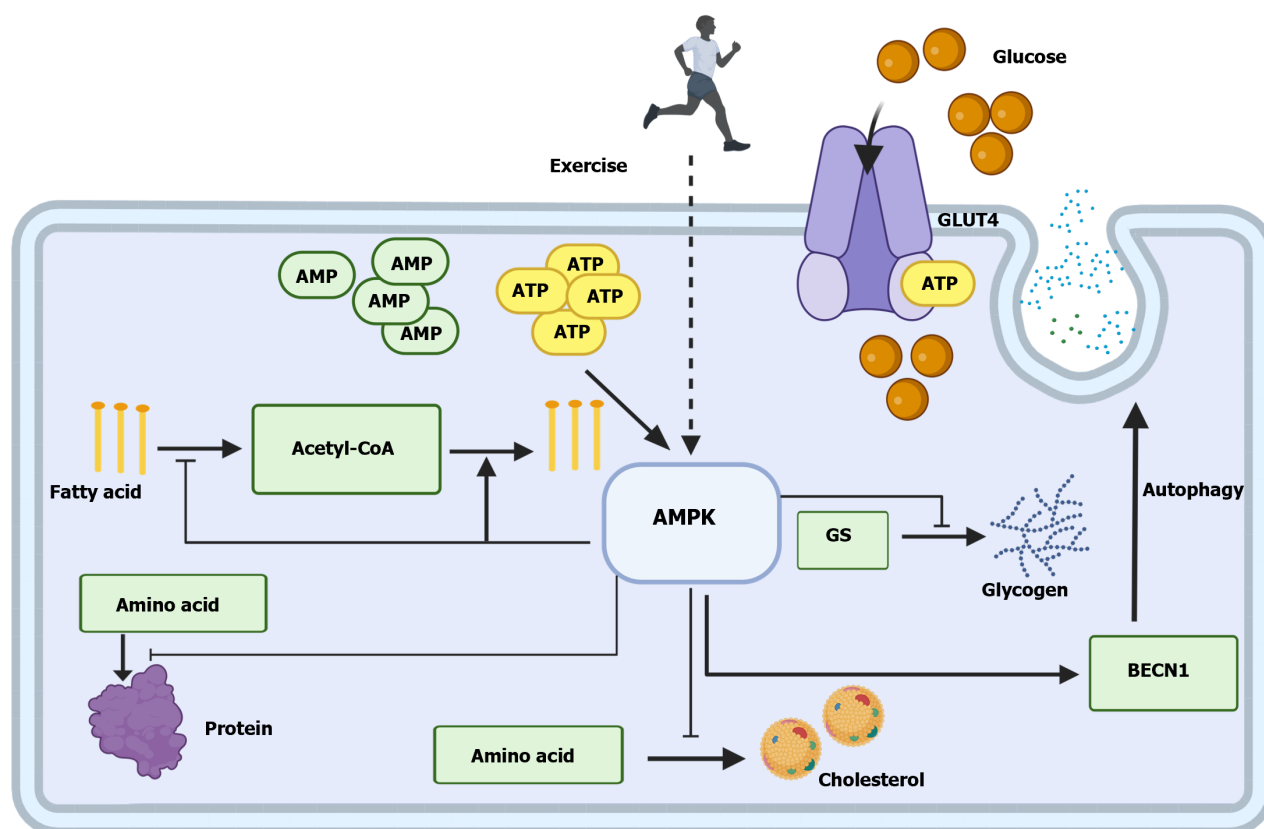 Glucose
Exercise
GLUT4
AMP
AMP
AMP
AMP
ATP
ATP
ATP
ATP
ATP
Acetyl-CoA
Fatty acid
Autophagy
AMPK
GS
Glycogen
Amino acid
BECN1
Protein
Amino acid
Cholesterol